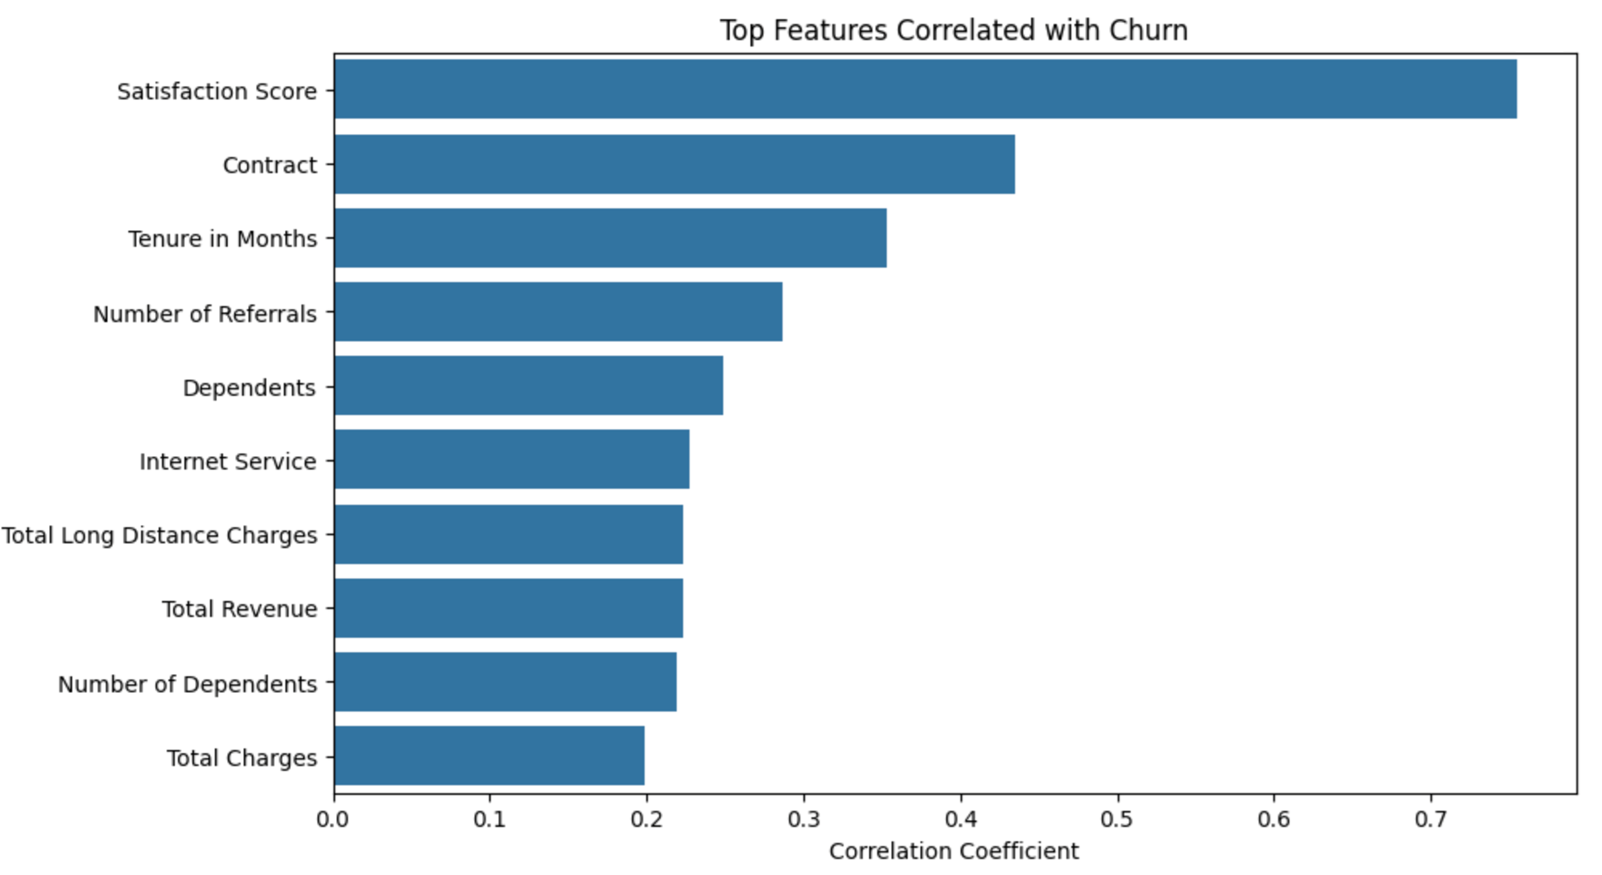 Top Features Correlated with Churn
Satisfaction Score
Contract
Tenure in Months
Number of Referrals
Dependents
Internet Service
Total Long Distance Charges
Total Revenue
Number of Dependents
Total Charges
0.0 0.1 0.2 0.3 0.4 0.5 0.6 0.7
Correlation Coefficient